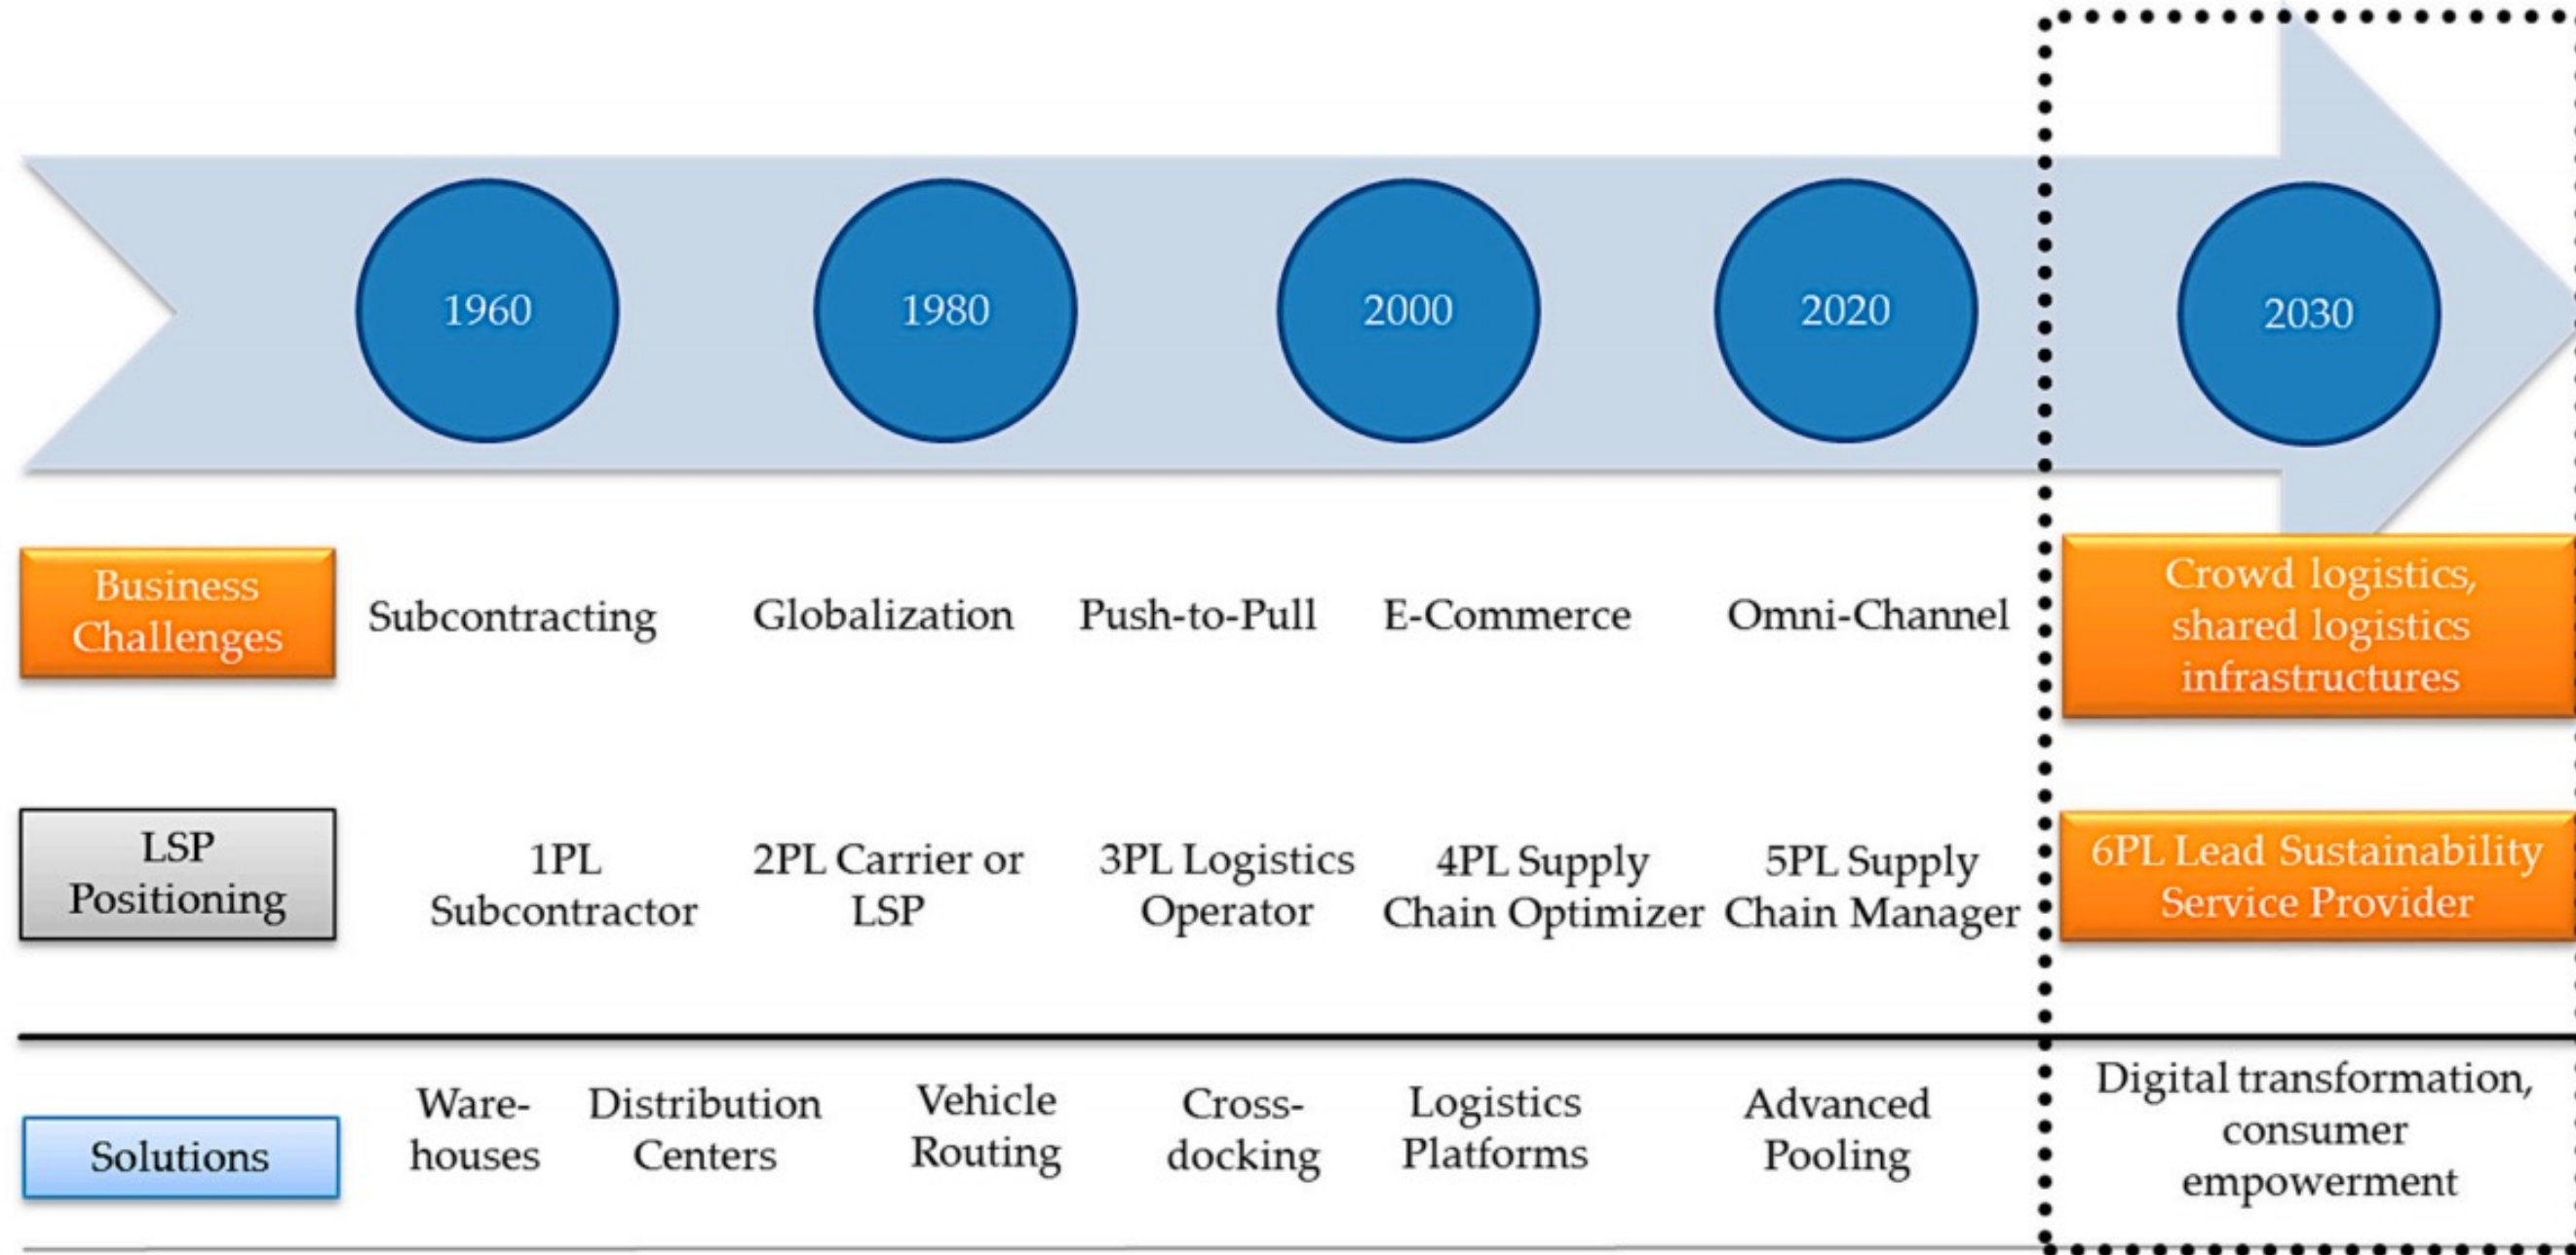 1960 1980 2000 2020 2030
Business
Challenges
Subcontracting Globalization Push-to-Pull E-Commerce Omni-Channel
Crowd logistics,
shared logistics
infrastructures
LSP
Positioning
1PL
Subcontractor
2PL Carrier or
LSP
3PL Logistics
Operator
4PL Supply
Chain Optimizer
5PL Supply
Chain Manager
6PL Lead Sustainability
Service Provider
Solutions
Ware-
houses
Distribution
Centers
Vehicle
Routing
Cross-
docking
Logistics
Platforms
Advanced
Pooling
Digital transformation,
consumer
empowerment